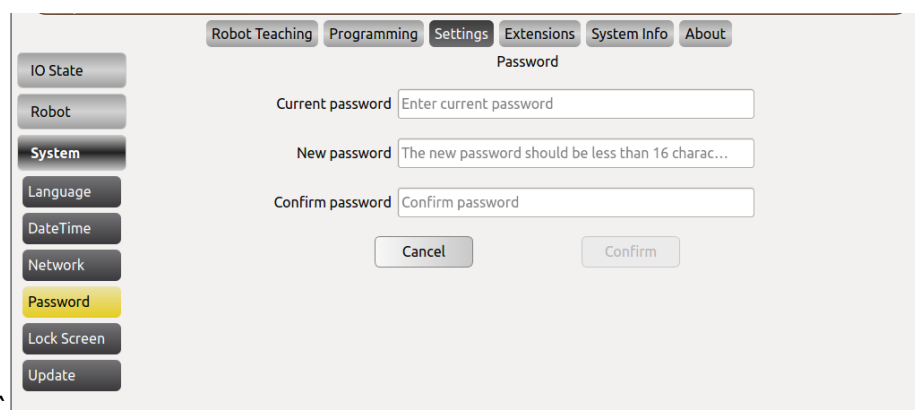 Robot Teaching Programming Settings Extensions System Info About
Password
IO State
Robot
System
Language
DateTime
Network
Password
Lock Screen
Update
Current password Enter current password
New password The new password should be less than 16 charac...
Confirm password Confirm password
Cancel Confirm